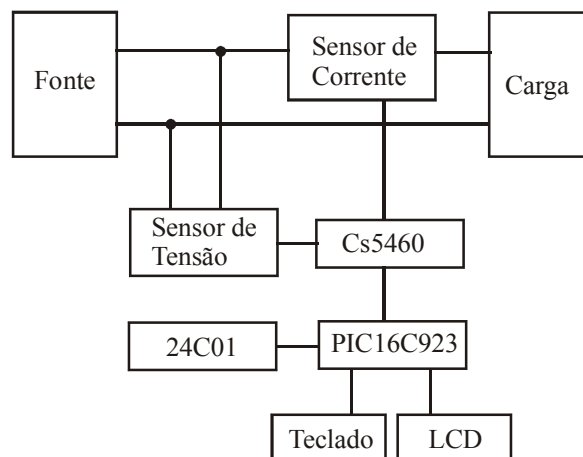 Fonte
Sensor de
Corrente
Carga
Sensor de
Tensão
Cs5460
24C01
PIC16C923
Teclado
LCD